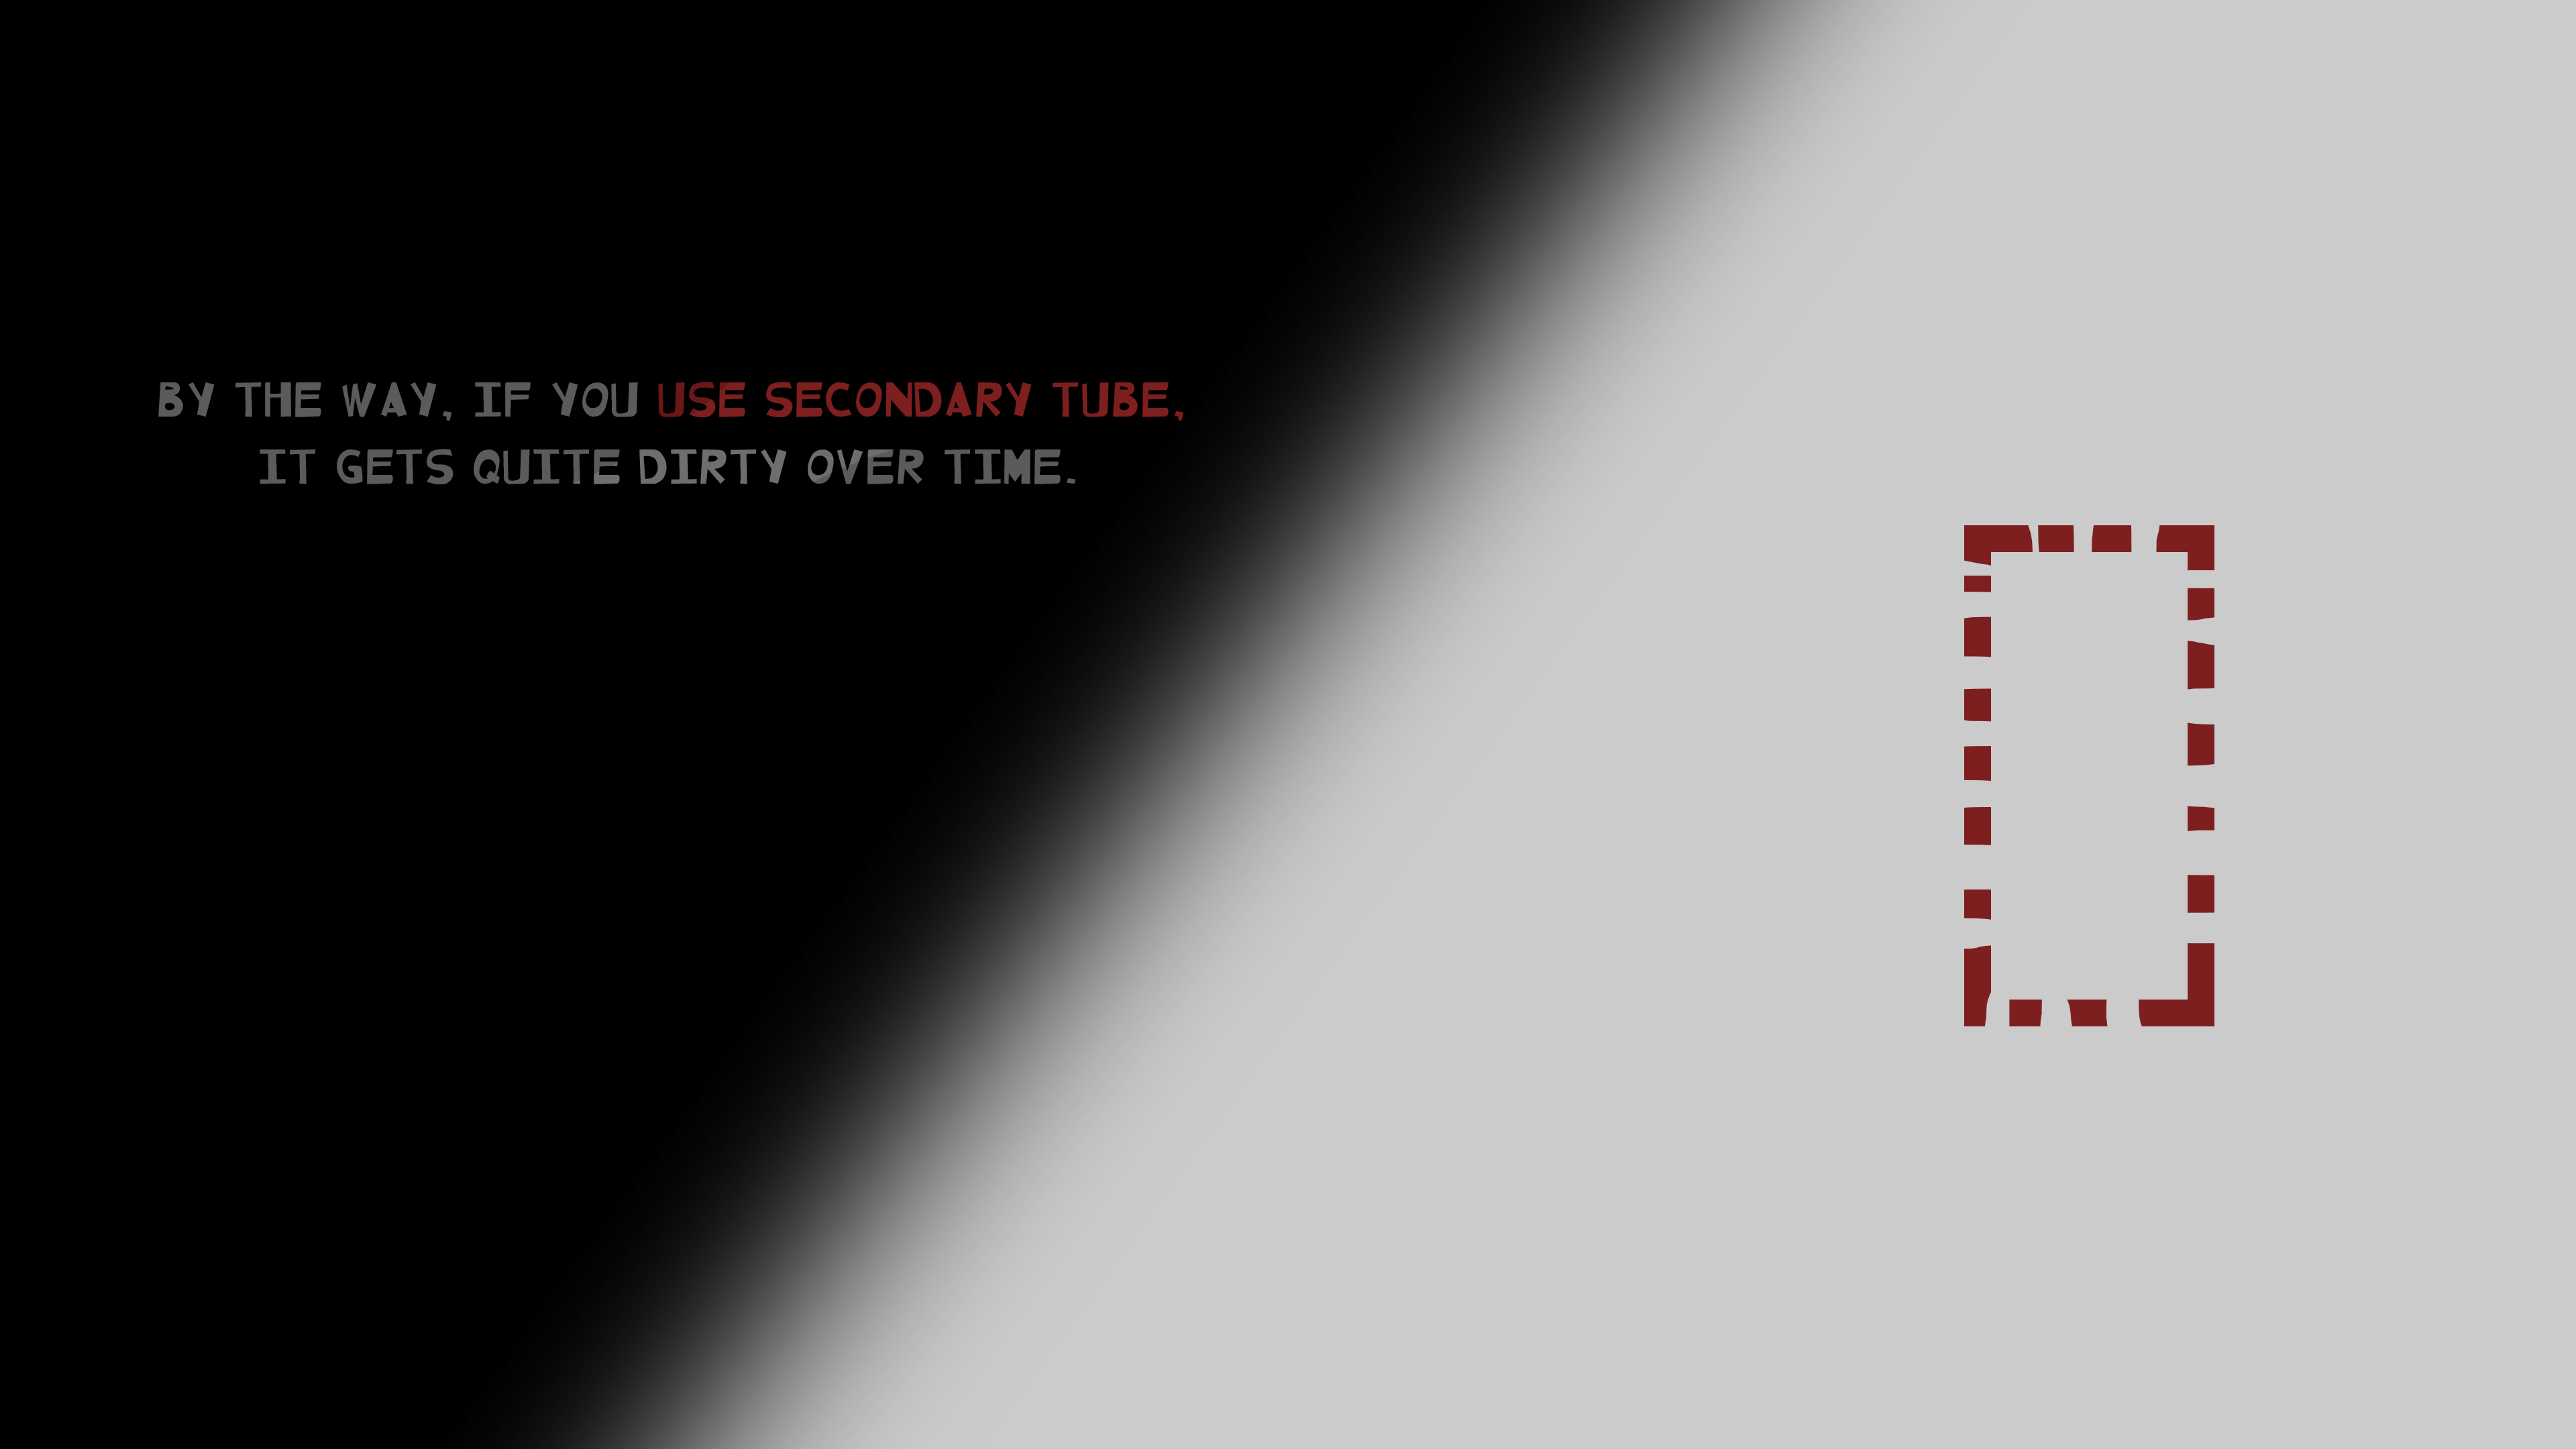 BY THE WAY, IF YOU USE SECONDARY TUBE,
IT GETS QUITE DIRTY OVER TIME.